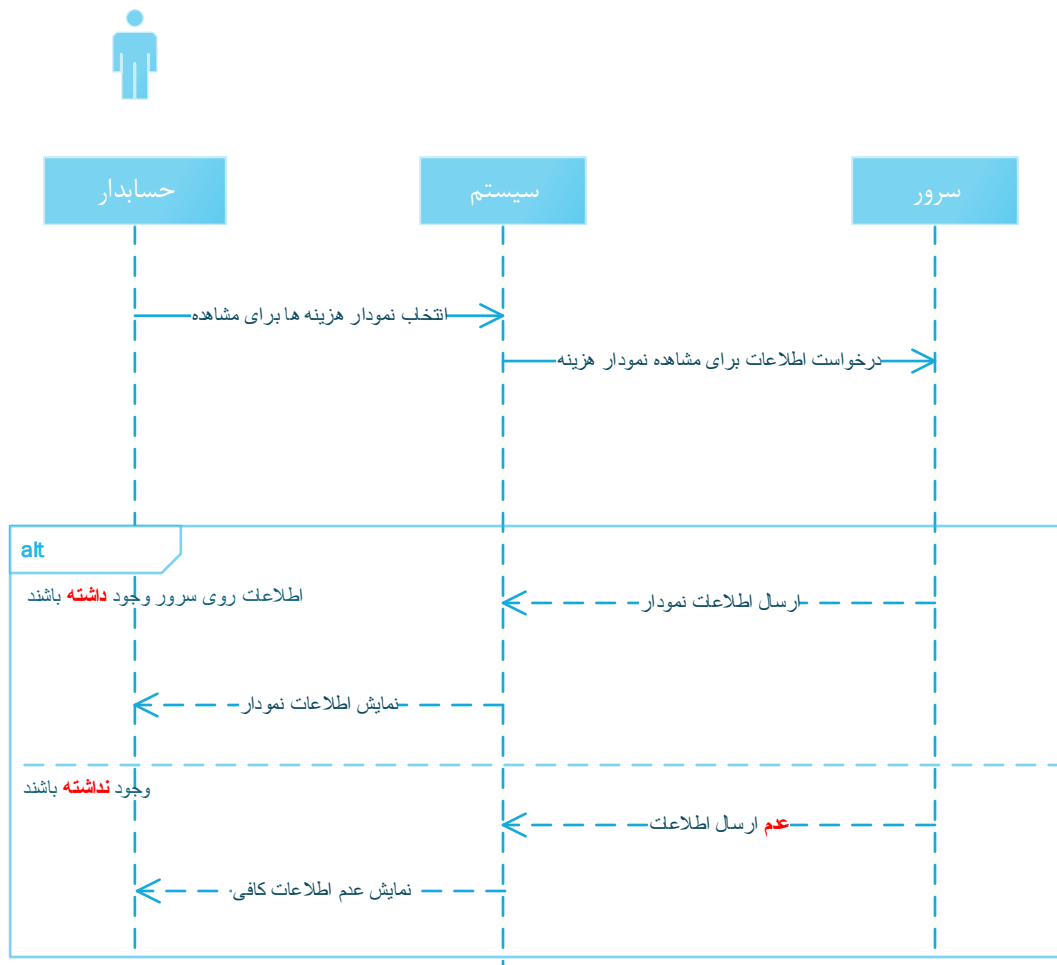 حسابدار
سیستم
سرور
انتخاب نمودار هزینه ها برای مشاهده
درخواست اطلاعات برای مشاهده نمودار هزینه
alt
اطلاعات روی سرور وجود داشته باشند
ارسال اطلاعات نمودار
نمایش اطلاعات نمودار
وجود نداشته باشند
عدم ارسال اطلاعات
نمایش عدم اطلاعات کافی